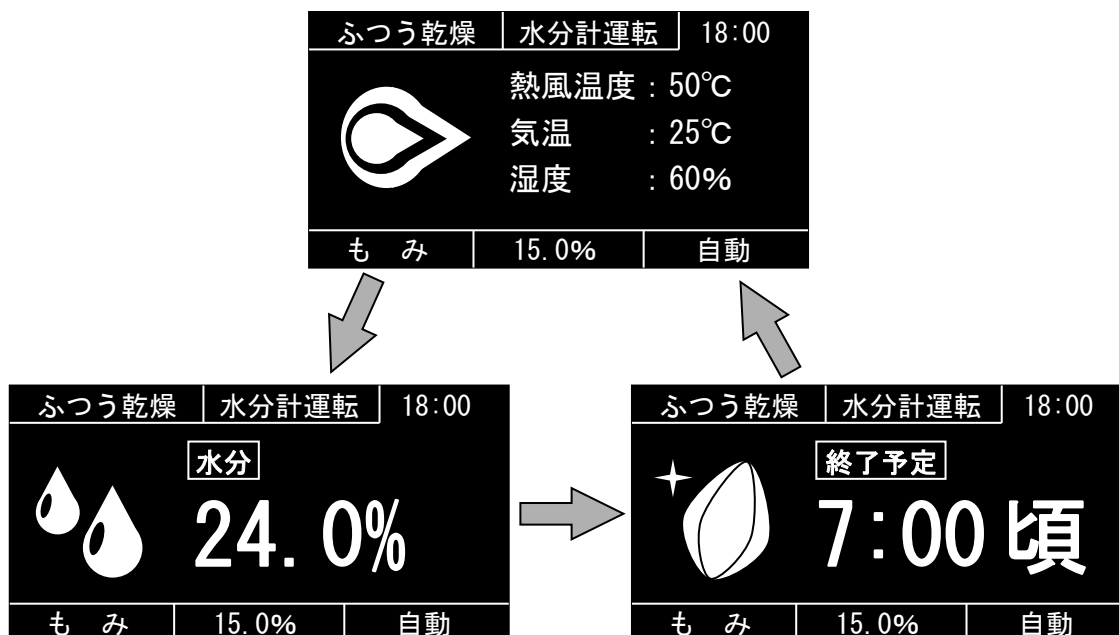 ふつう乾燥 水分計運転 18:00
熱風温度 : 50℃
気温 : 25℃
湿度 : 60%
も み 15.0% 自動
ふつう乾燥 水分計運転 18:00
水分
24.0%
も み 15.0% 自動
ふつう乾燥 水分計運転 18:00
終了予定
7:00 頃
も み 15.0% 自動